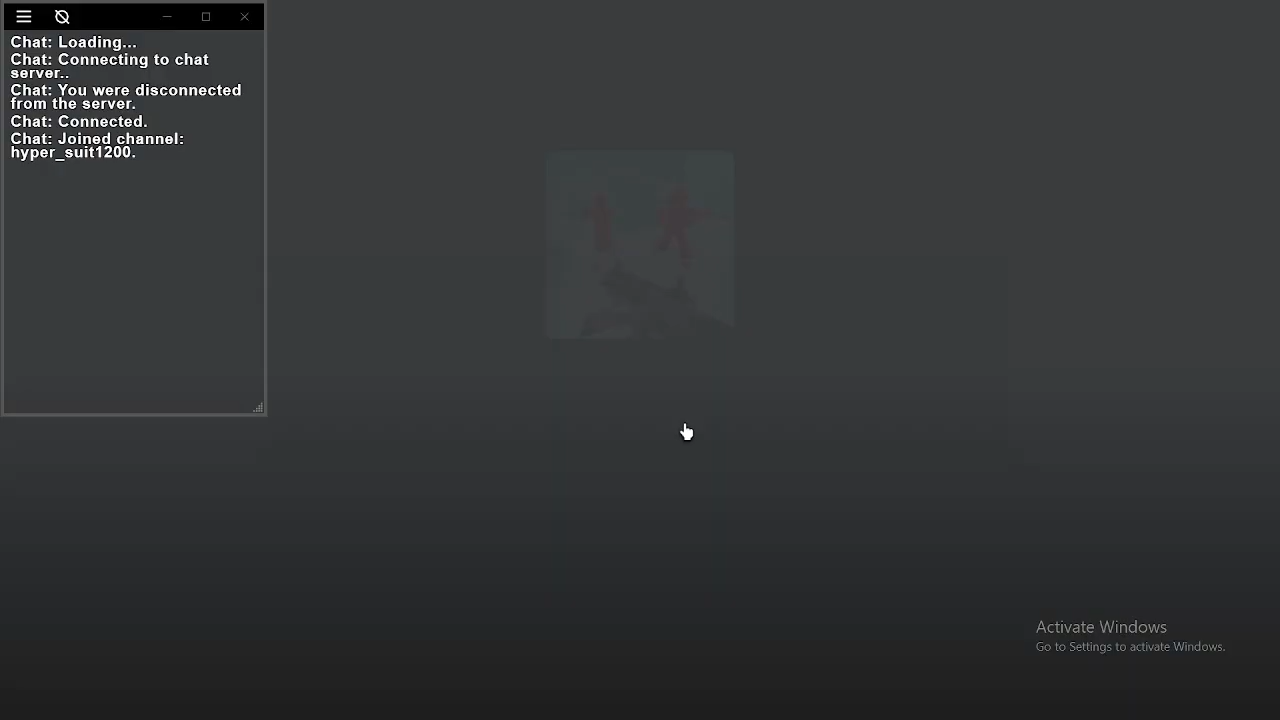 Chat: Loading...
Chat: Connecting to chat
server..
Chat: You were disconnected
from the server.
Chat: Connected.
Chat: Joined channel:
hyper_suit1200.
Activate Windows
Go to Settings to activate Windows.